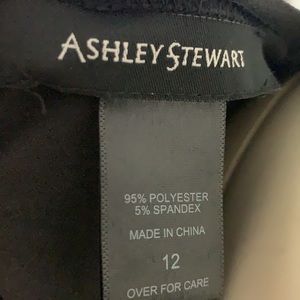 ASHLEY STEWART
95% POLYESTER
5% SPANDEX
MADE IN CHINA
12
OVER FOR CARE